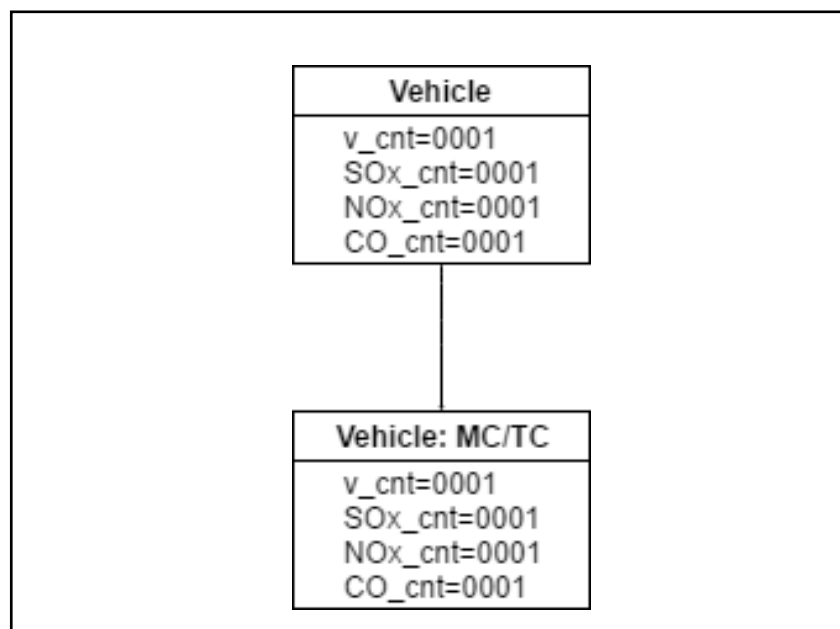 Vehicle
v_cnt=0001
SOx_cnt=0001
NOx_cnt=0001
CO_cnt=0001
Vehicle: MC/TC
v_cnt=0001
SOx_cnt=0001
NOx_cnt=0001
CO_cnt=0001